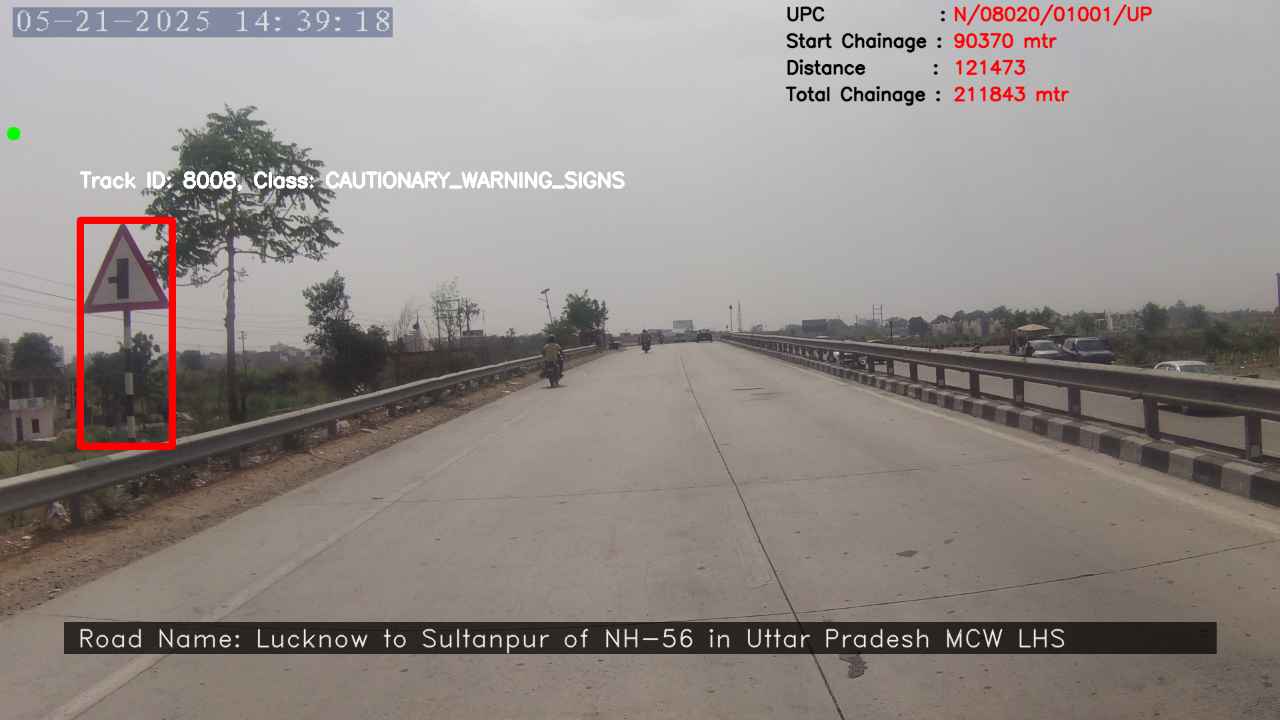 05-21-2025 14:39:18
UPC : N/08020/01001/UP
Start Chainage : 90370 mtr
Distance : 121473
Total Chainage : 211843 mtr
Track ID: 8008, Class: CAUTIONARY_WARNING_SIGNS
Road Name: Lucknow to Sultanpur of NH-56 in Uttar Pradesh MCW LHS